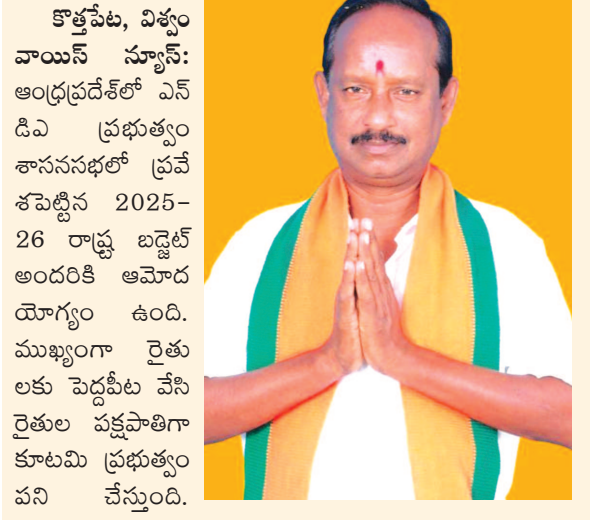 కొత్తపేట, విశ్వం
వాయిస్ న్యూస్:
ఆంధ్రప్రదేశ్‌లో ఎన్
డిఎ ప్రభుత్వం
శాసనసభలో ప్రవే
శపెట్టిన 2025-
26 రాష్ట్ర బడ్జెట్
అందరికి ఆమోద
యోగ్యం ఉంది.
ముఖ్యంగా రైతు
లకు పెద్దపీట వేసి
రైతుల పక్షపాతిగా
కూటమి ప్రభుత్వం
పని చేస్తుంది.